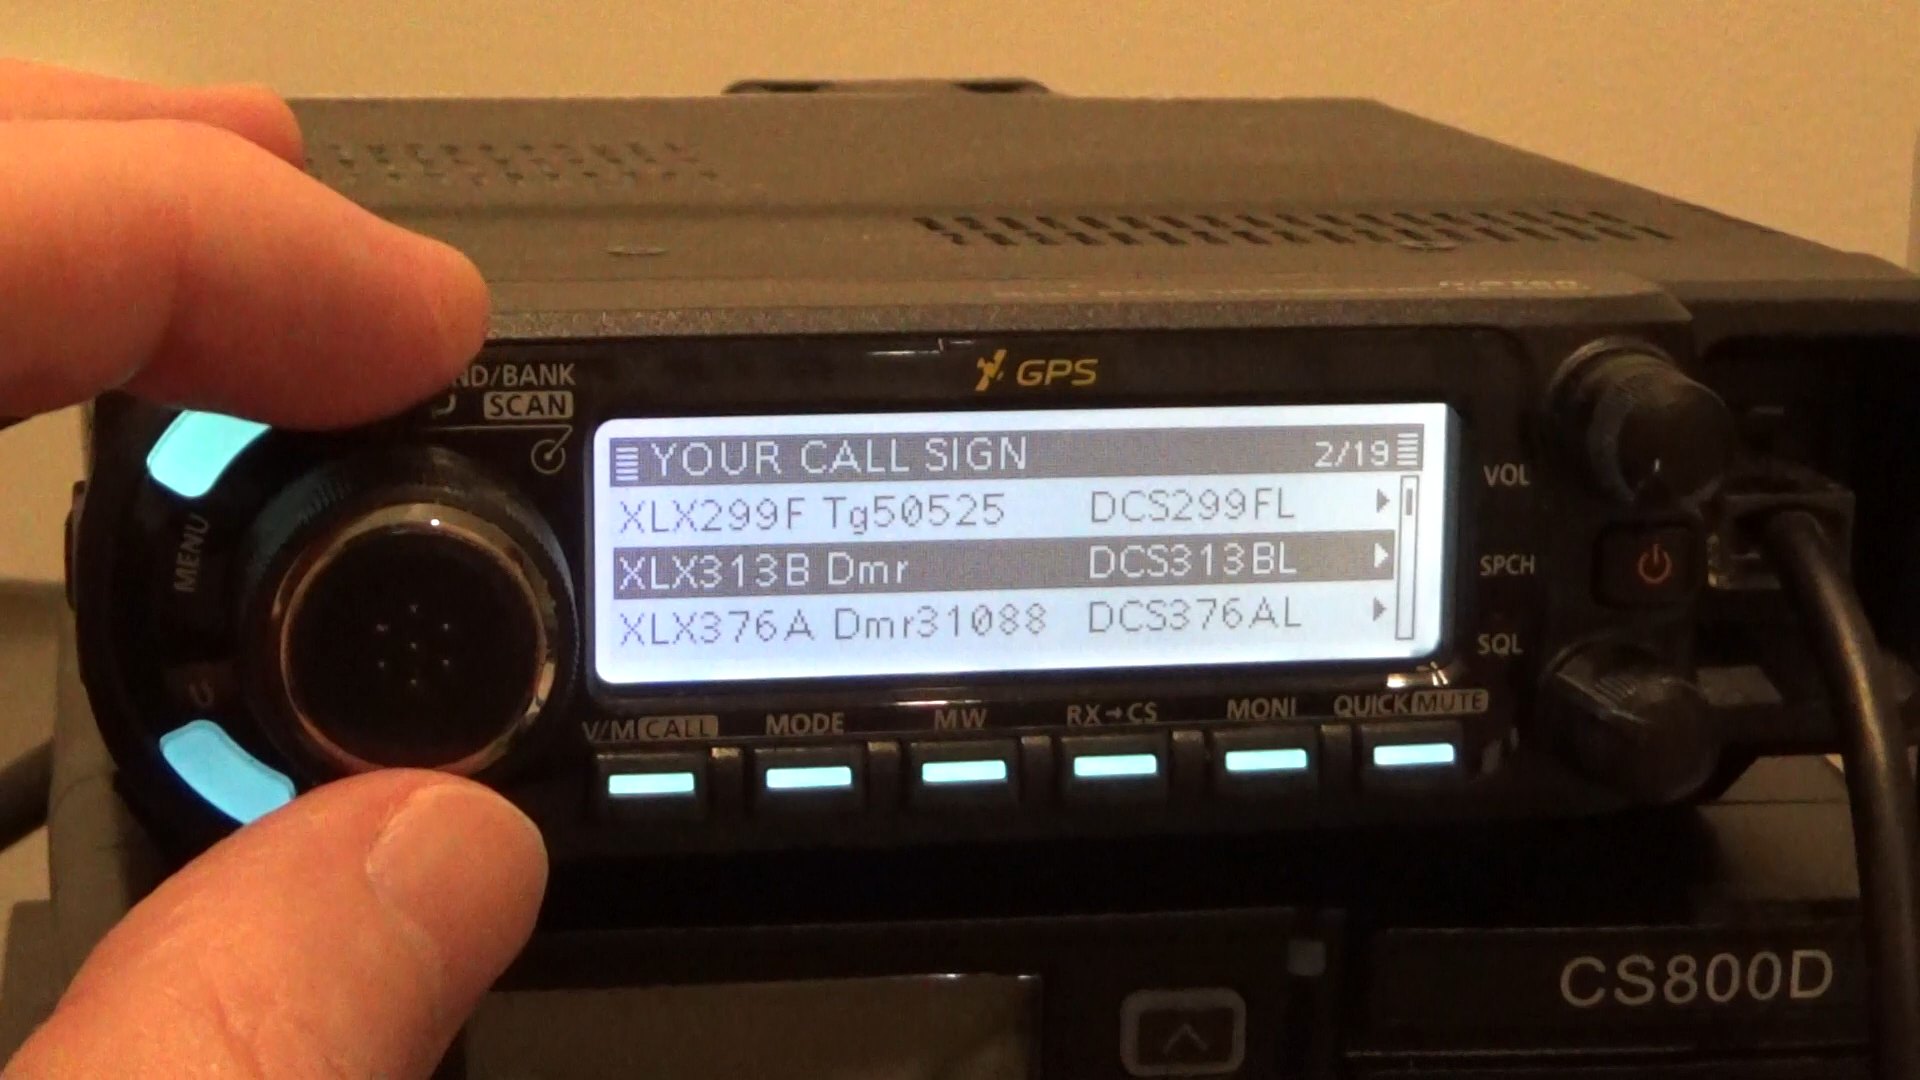 ND/BANK
SCAN
GPS
MENU
YOUR CALL SIGN 2/19
XLX299F Tg50525 DCS299FL
XLX313B Dmr DCS313BL
XLX376A Dmr31088 DCS376AL
VOL
SPCH
SQL
V/M CALL MODE MW RX→CS MONI QUICK MUTE
CS800D